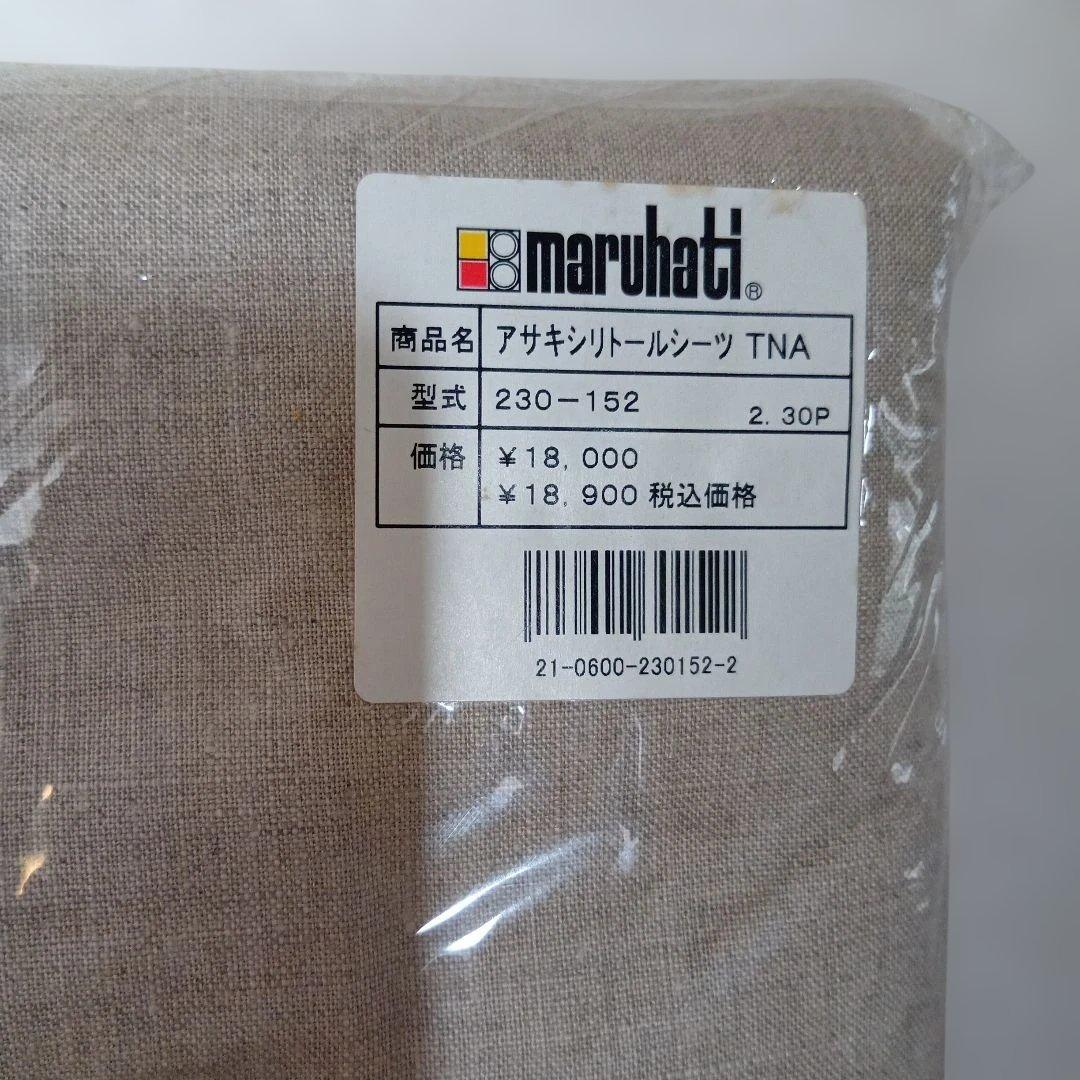 maruhati®
商品名 アサキシリトールシーツ TNA
型式 230-152 2.30P
価格 ¥18,000
¥18,900 税込価格
21-0600-230152-2